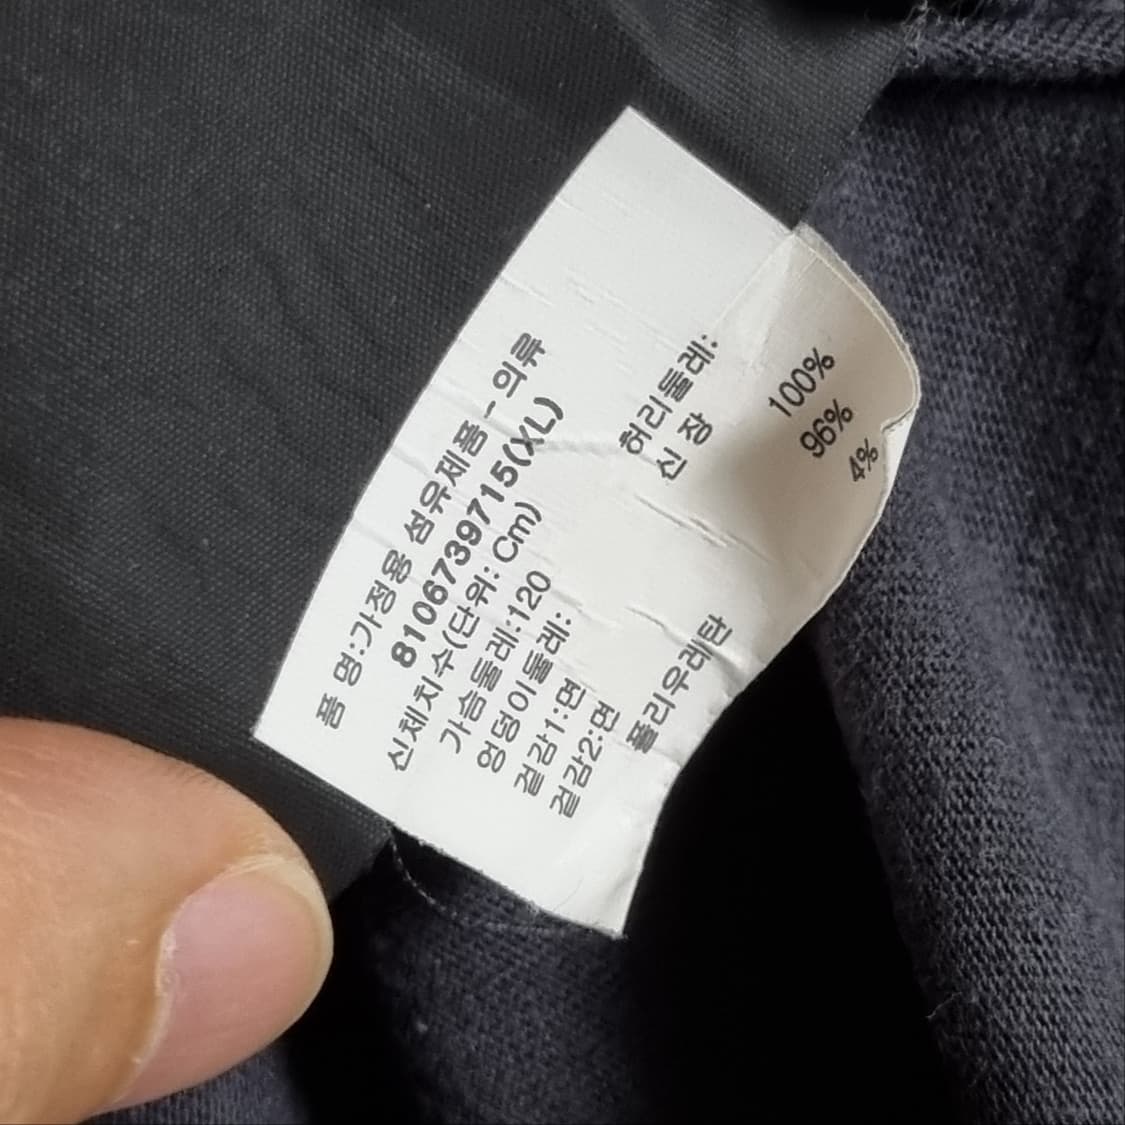 품 명:가정용 섬유제품 - 의류
8106739715(XL)
신체치수(단위: Cm)
가슴둘레:120 허리둘레:
엉덩이둘레: 신 장
겉감1:면 100%
겉감2:면 96%
폴리우레탄 4%